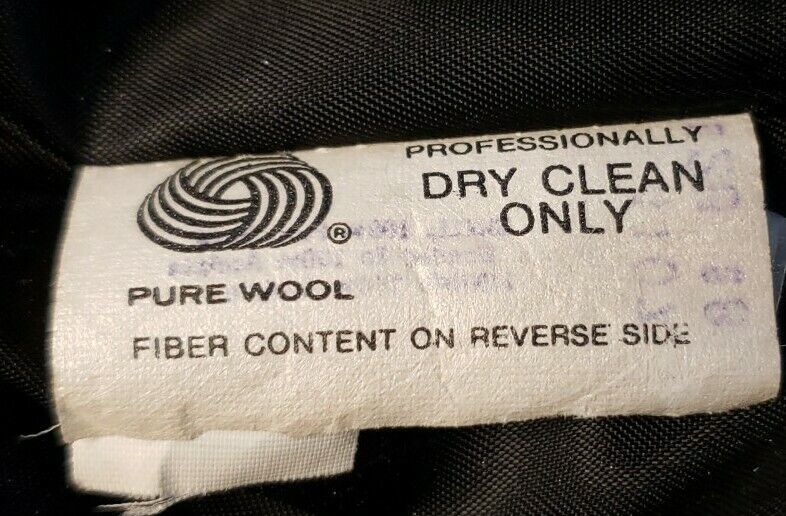 PROFESSIONALLY
DRY CLEAN
ONLY
®
PURE WOOL
FIBER CONTENT ON REVERSE SIDE